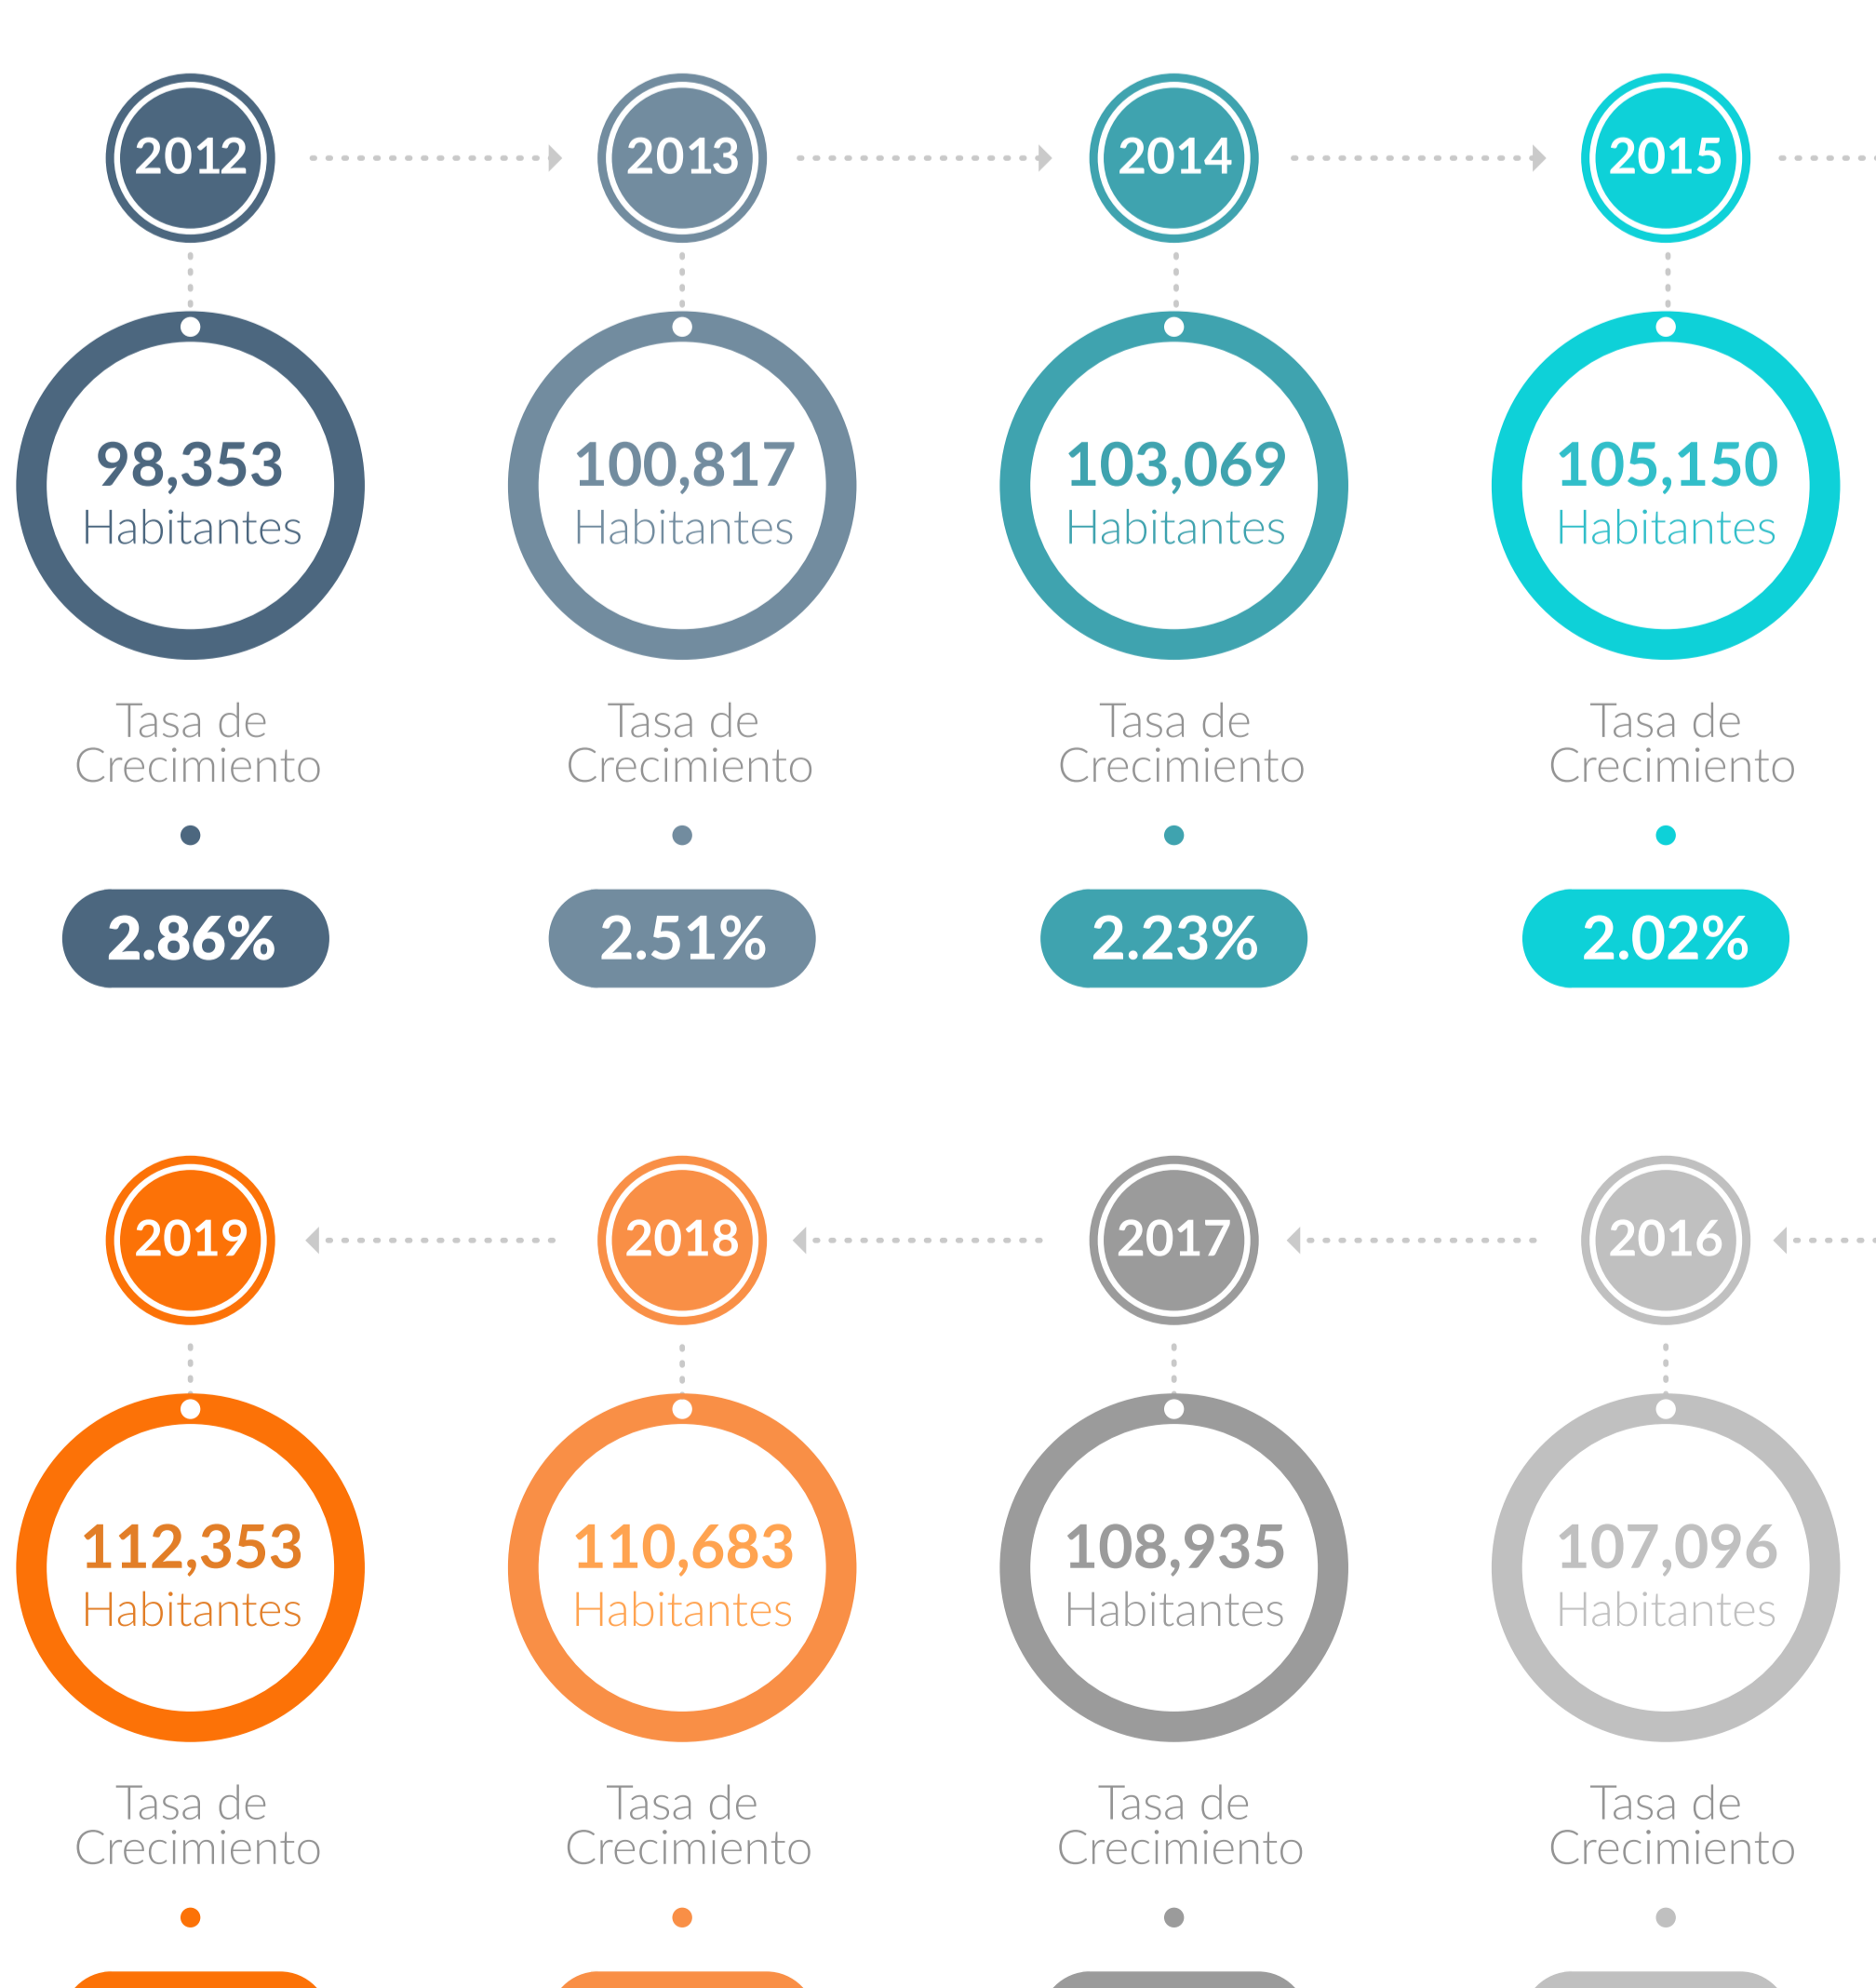 2012
2013
2014
2015
98,353
Habitantes
100,817
Habitantes
103,069
Habitantes
105,150
Habitantes
Tasa de
Crecimiento
Tasa de
Crecimiento
Tasa de
Crecimiento
Tasa de
Crecimiento
2.86%
2.51%
2.23%
2.02%
2019
2018
2017
2016
112,353
Habitantes
110,683
Habitantes
108,935
Habitantes
107,096
Habitantes
Tasa de
Crecimiento
Tasa de
Crecimiento
Tasa de
Crecimiento
Tasa de
Crecimiento